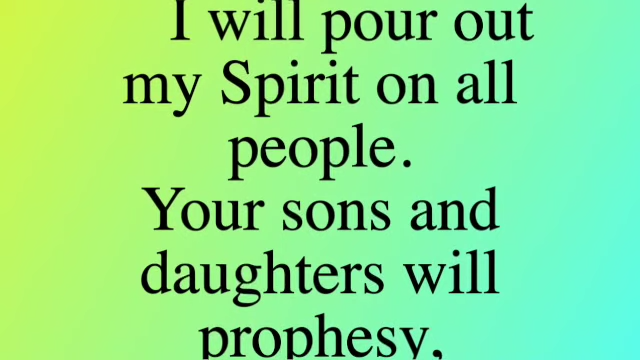 I will pour out
my Spirit on all
people.
Your sons and
daughters will
prophesy,